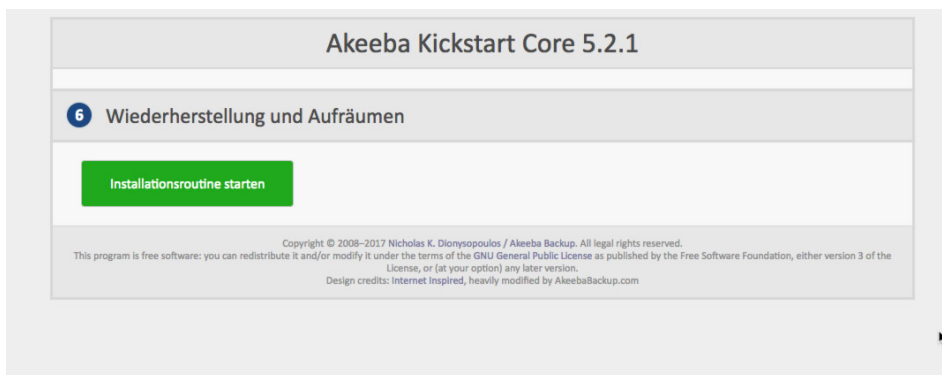 Akeeba Kickstart Core 5.2.1
6 Wiederherstellung und Aufräumen
Installationsroutine starten
Copyright © 2008–2017 Nicholas K. Dionysopoulos / Akeeba Backup. All legal rights reserved.
This program is free software: you can redistribute it and/or modify it under the terms of the GNU General Public License as published by the Free Software Foundation, either version 3 of the
License, or (at your option) any later version.
Design credits: Internet Inspired, heavily modified by AkeebaBackup.com